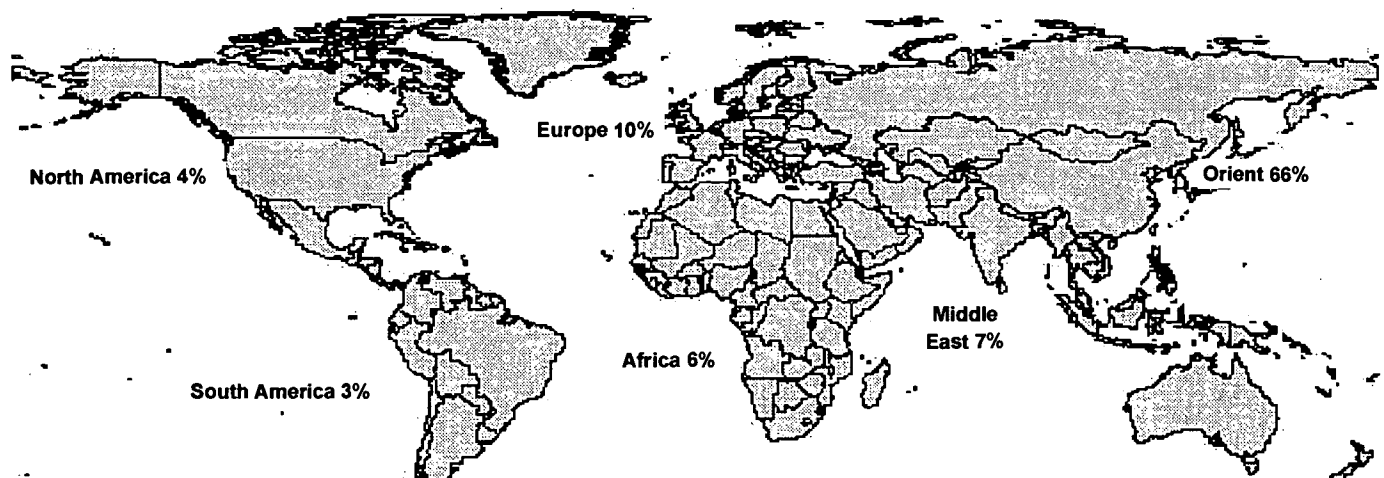 Europe 10%
North America 4%
Orient 66%
Middle
East 7%
Africa 6%
South America 3%